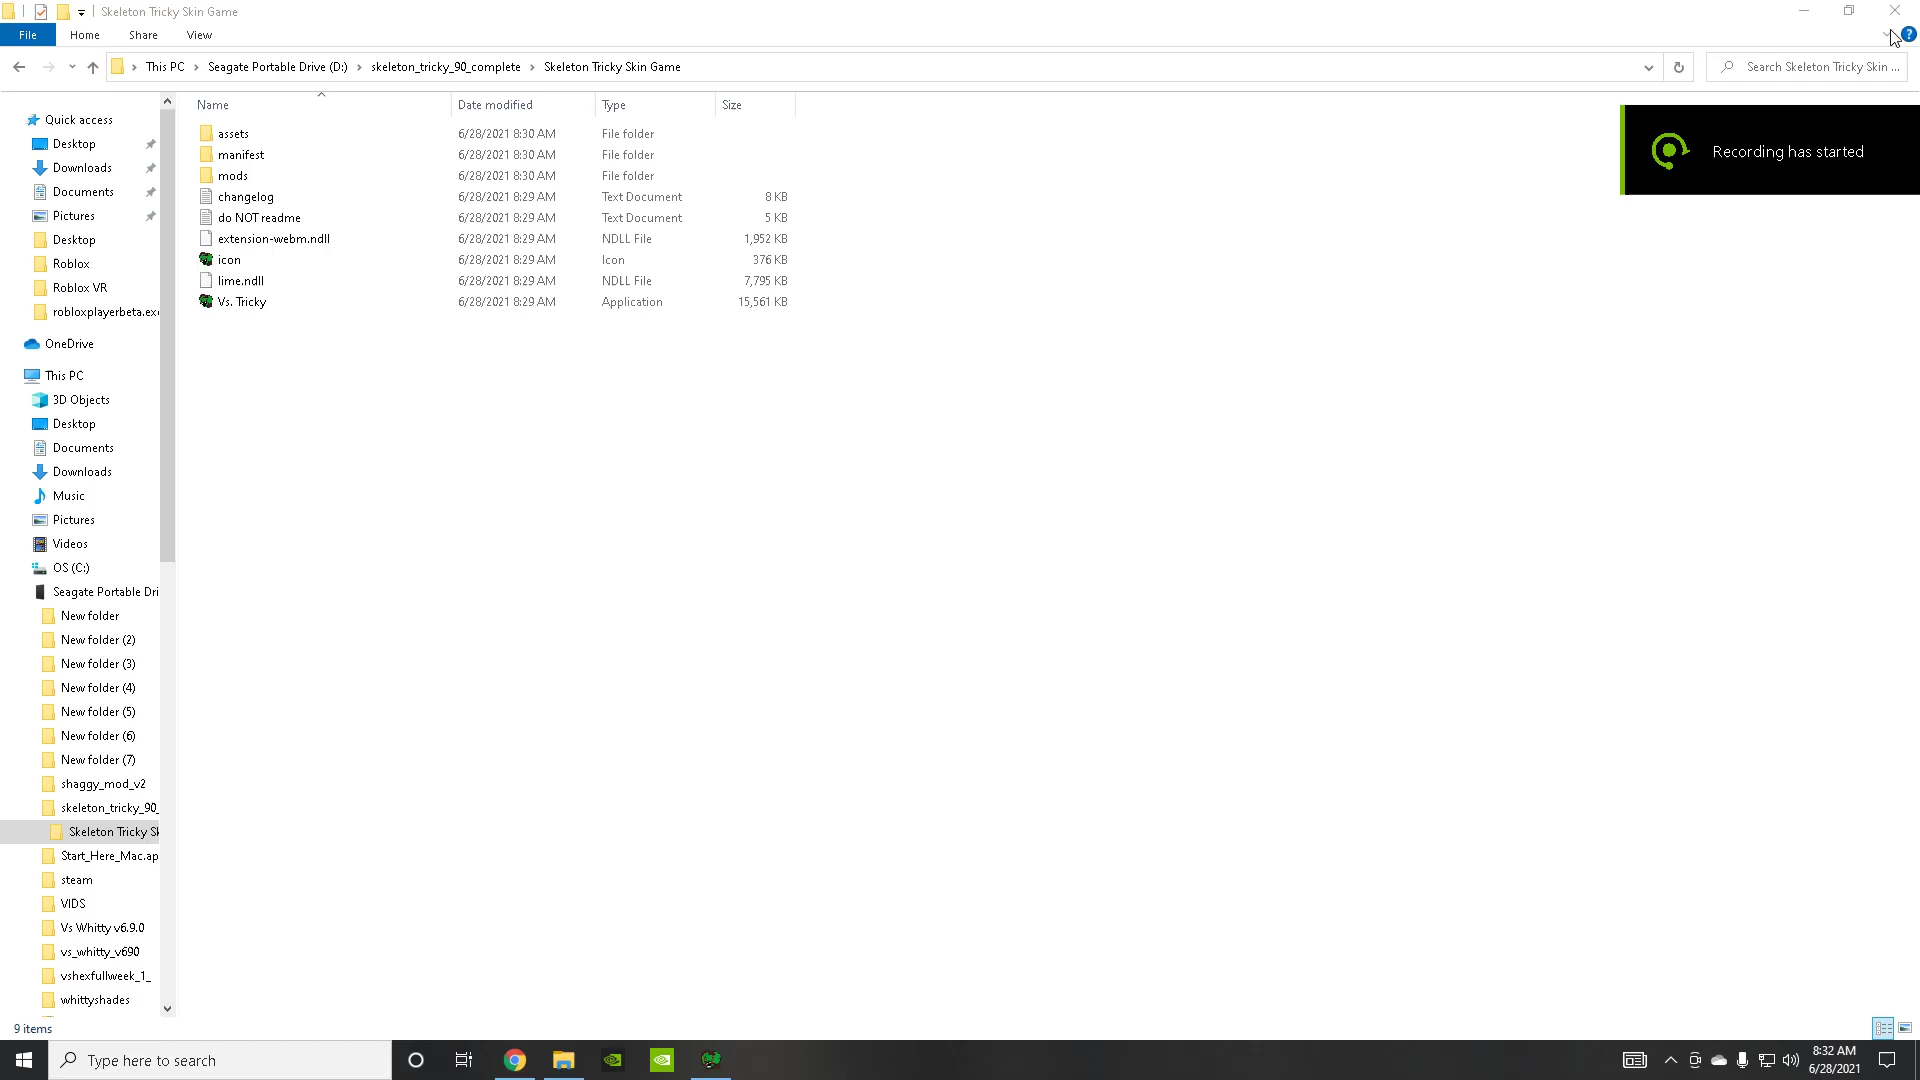 Skeleton Tricky Skin Game
File Home Share View
This PC Seagate Portable Drive (D:) skeleton_tricky_90_complete Skeleton Tricky Skin Game
Search Skeleton Tricky Skin ...
Name Date modified Type Size
assets 6/28/2021 8:30 AM File folder
manifest 6/28/2021 8:30 AM File folder
mods 6/28/2021 8:30 AM File folder
changelog 6/28/2021 8:29 AM Text Document 8 KB
do NOT readme 6/28/2021 8:29 AM Text Document 5 KB
extension-webm.ndll 6/28/2021 8:29 AM NDLL File 1,952 KB
icon 6/28/2021 8:29 AM Icon 376 KB
lime.ndll 6/28/2021 8:29 AM NDLL File 7,795 KB
Vs. Tricky 6/28/2021 8:29 AM Application 15,561 KB
Recording has started
Quick access
Desktop
Downloads
Documents
Pictures
Desktop
Roblox
Roblox VR
robloxplayerbeta.exe
OneDrive
This PC
3D Objects
Desktop
Documents
Downloads
Music
Pictures
Videos
OS (C:)
Seagate Portable Dri
New folder
New folder (2)
New folder (3)
New folder (4)
New folder (5)
New folder (6)
New folder (7)
shaggy_mod_v2
skeleton_tricky_90_
Skeleton Tricky Sk
Start_Here_Mac.ap
steam
VIDS
Vs Whitty v6.9.0
vs_whitty_v690
vshexfullweek_1_
whittyshades
9 items
Type here to search
8:32 AM
6/28/2021